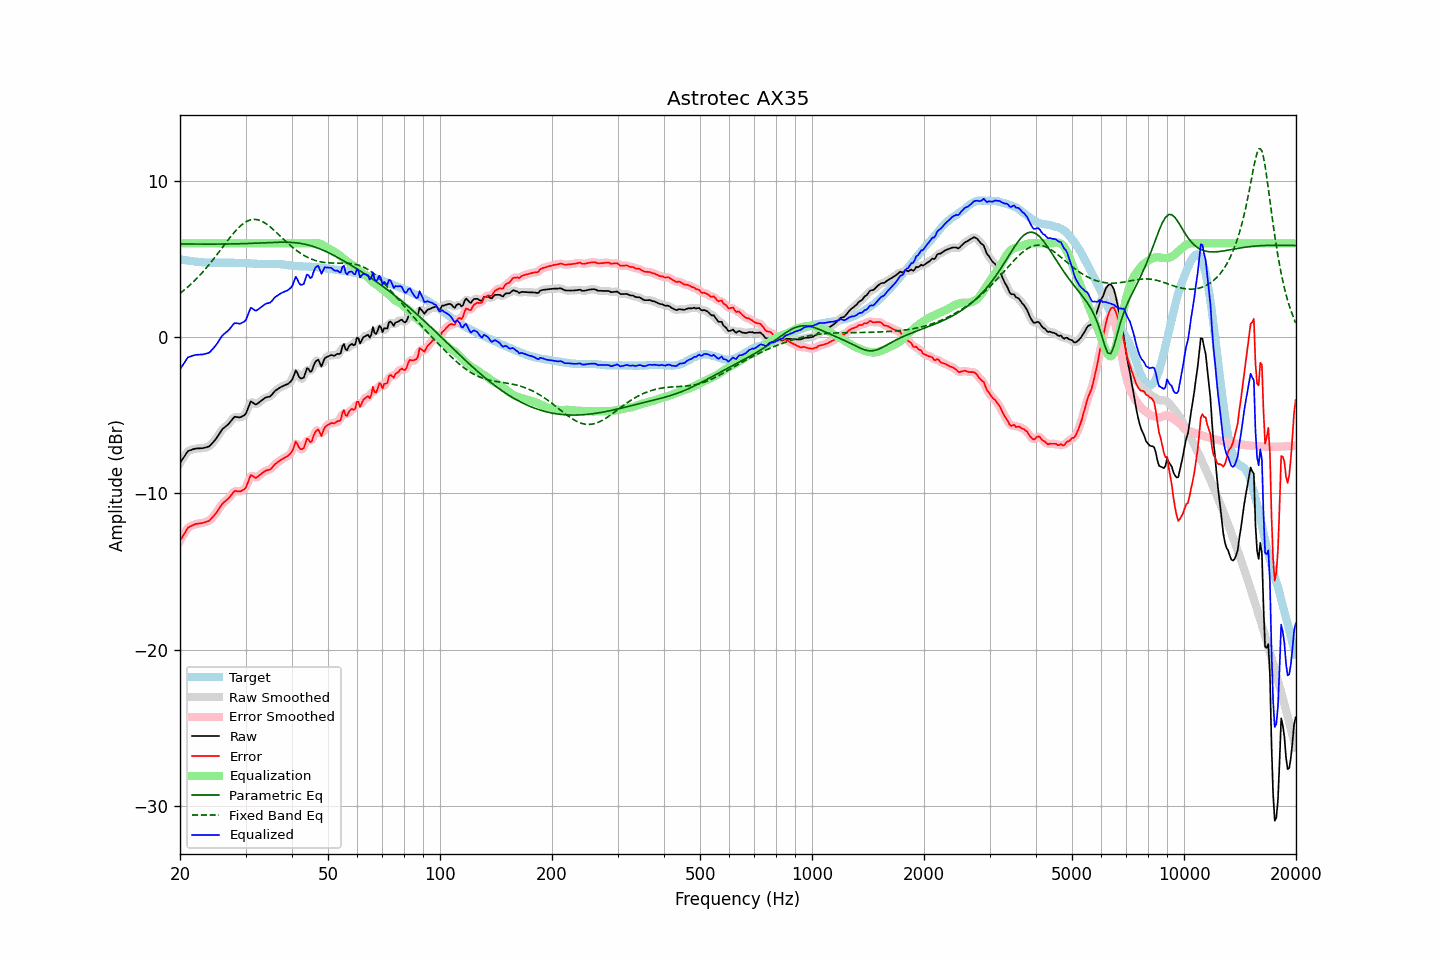 Astrotec AX35
Amplitude (dBr)
10
0
−10
−20
−30
Target
Raw Smoothed
Error Smoothed
Raw
Error
Equalization
Parametric Eq
Fixed Band Eq
Equalized
20 50 100 200 500 1000 2000 5000 10000 20000
Frequency (Hz)